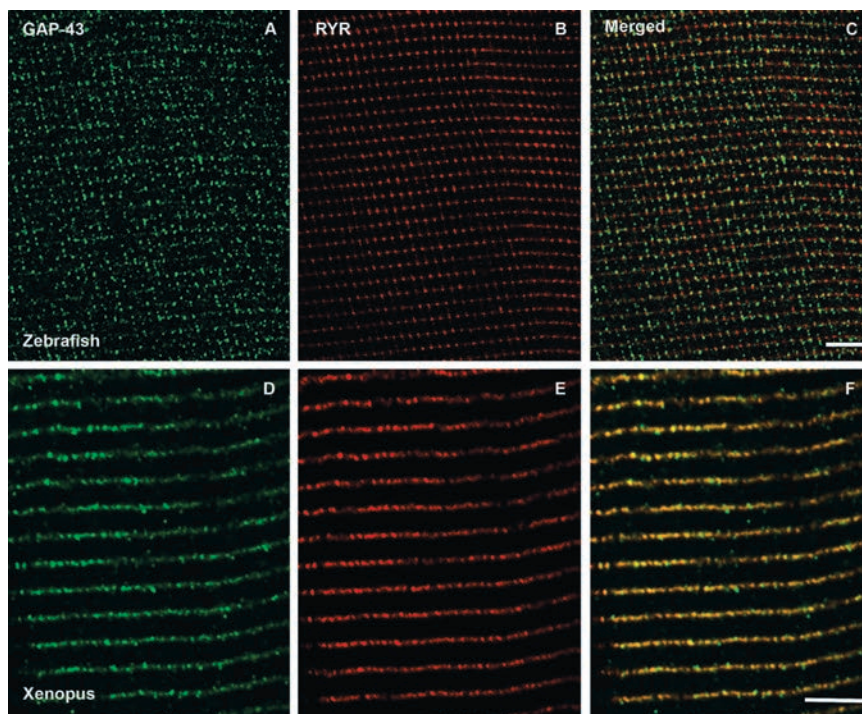 GAP-43 A
RYR B
Merged C
Zebrafish
D
E
F
Xenopus